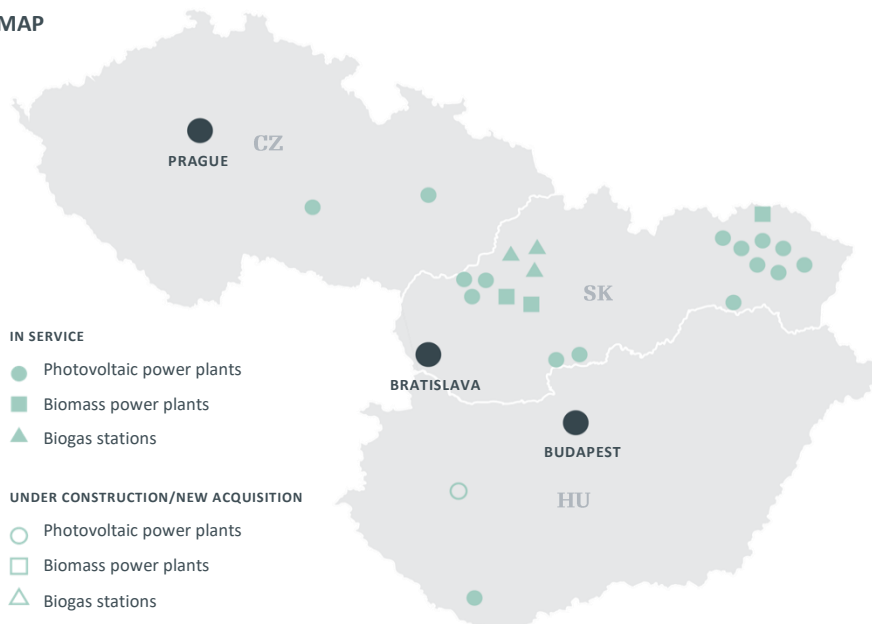 MAP
CZ
PRAGUE
SK
IN SERVICE
Photovoltaic power plants
Biomass power plants
Biogas stations
BRATISLAVA
BUDAPEST
UNDER CONSTRUCTION/NEW ACQUISITION
HU
Photovoltaic power plants
Biomass power plants
Biogas stations